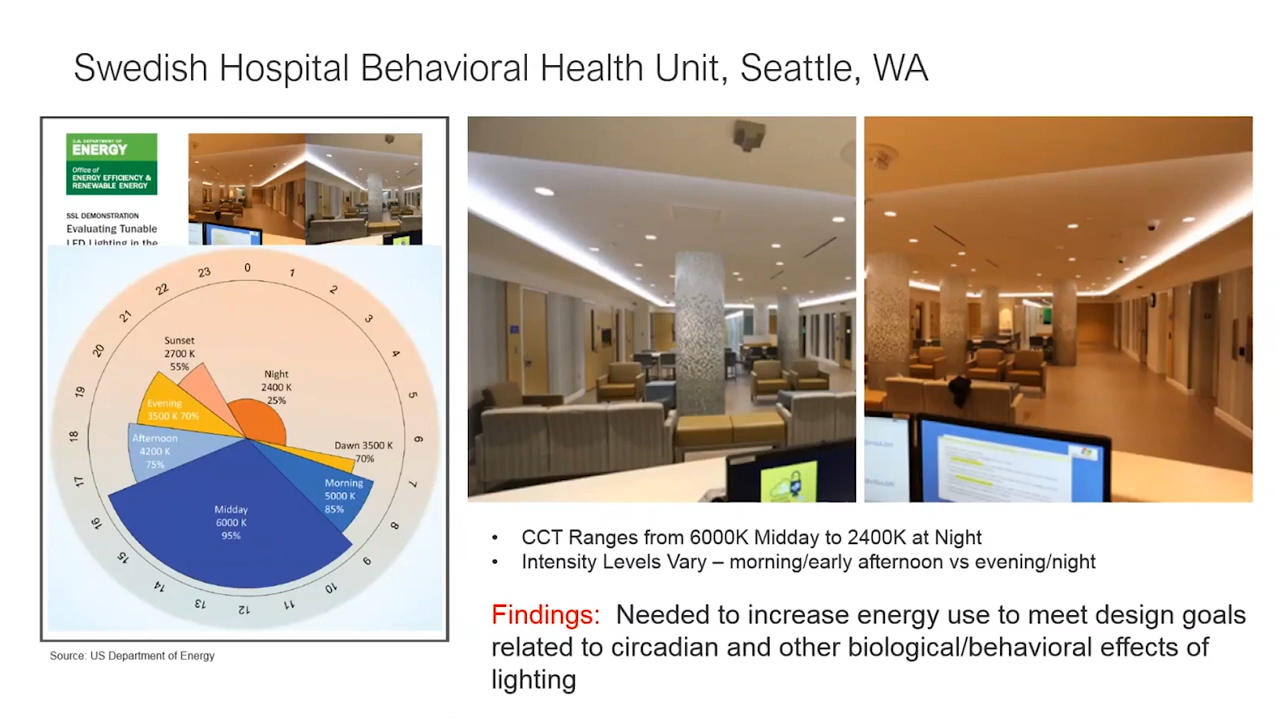 Swedish Hospital Behavioral Health Unit, Seattle, WA
U.S. DEPARTMENT OF
ENERGY
Office of
ENERGY EFFICIENCY &
RENEWABLE ENERGY
SSL DEMONSTRATION
Evaluating Tunable
LED Lighting in the
0
1
2
3
4
5
6
7
8
9
10
11
12
13
14
15
16
17
18
19
20
21
22
23
Sunset
2700 K
55%
Night
2400 K
25%
Evening
3500 K 70%
Afternoon
4200 K
75%
Dawn 3500 K
70%
Morning
5000 K
85%
Midday
6000 K
95%
Source: US Department of Energy
• CCT Ranges from 6000K Midday to 2400K at Night
• Intensity Levels Vary – morning/early afternoon vs evening/night
Findings: Needed to increase energy use to meet design goals
related to circadian and other biological/behavioral effects of
lighting